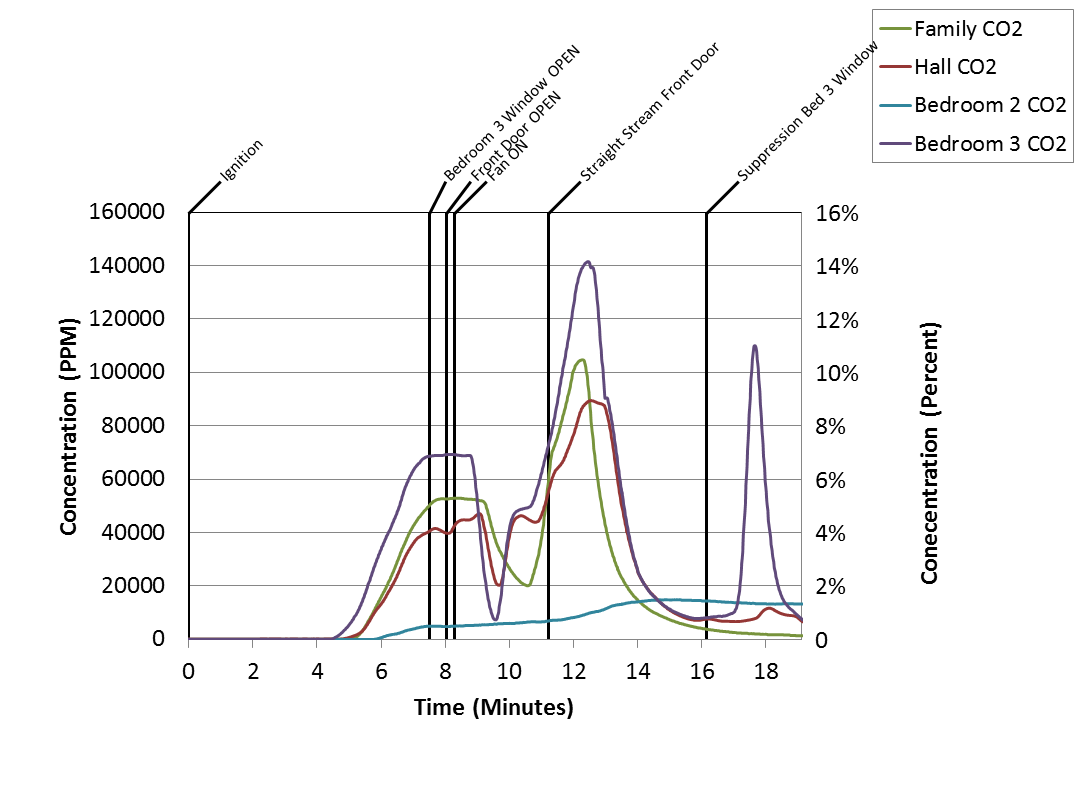 Family CO2
Hall CO2
Bedroom 2 CO2
Bedroom 3 CO2
Ignition
Bedroom 3 Window OPEN
Front Door OPEN
Fan ON
Straight Stream Front Door
Suppression Bed 3 Window
160000
140000
120000
100000
80000
60000
40000
20000
0
Concentration (PPM)
16%
14%
12%
10%
8%
6%
4%
2%
0
Conecentration (Percent)
0 2 4 6 8 10 12 14 16 18
Time (Minutes)